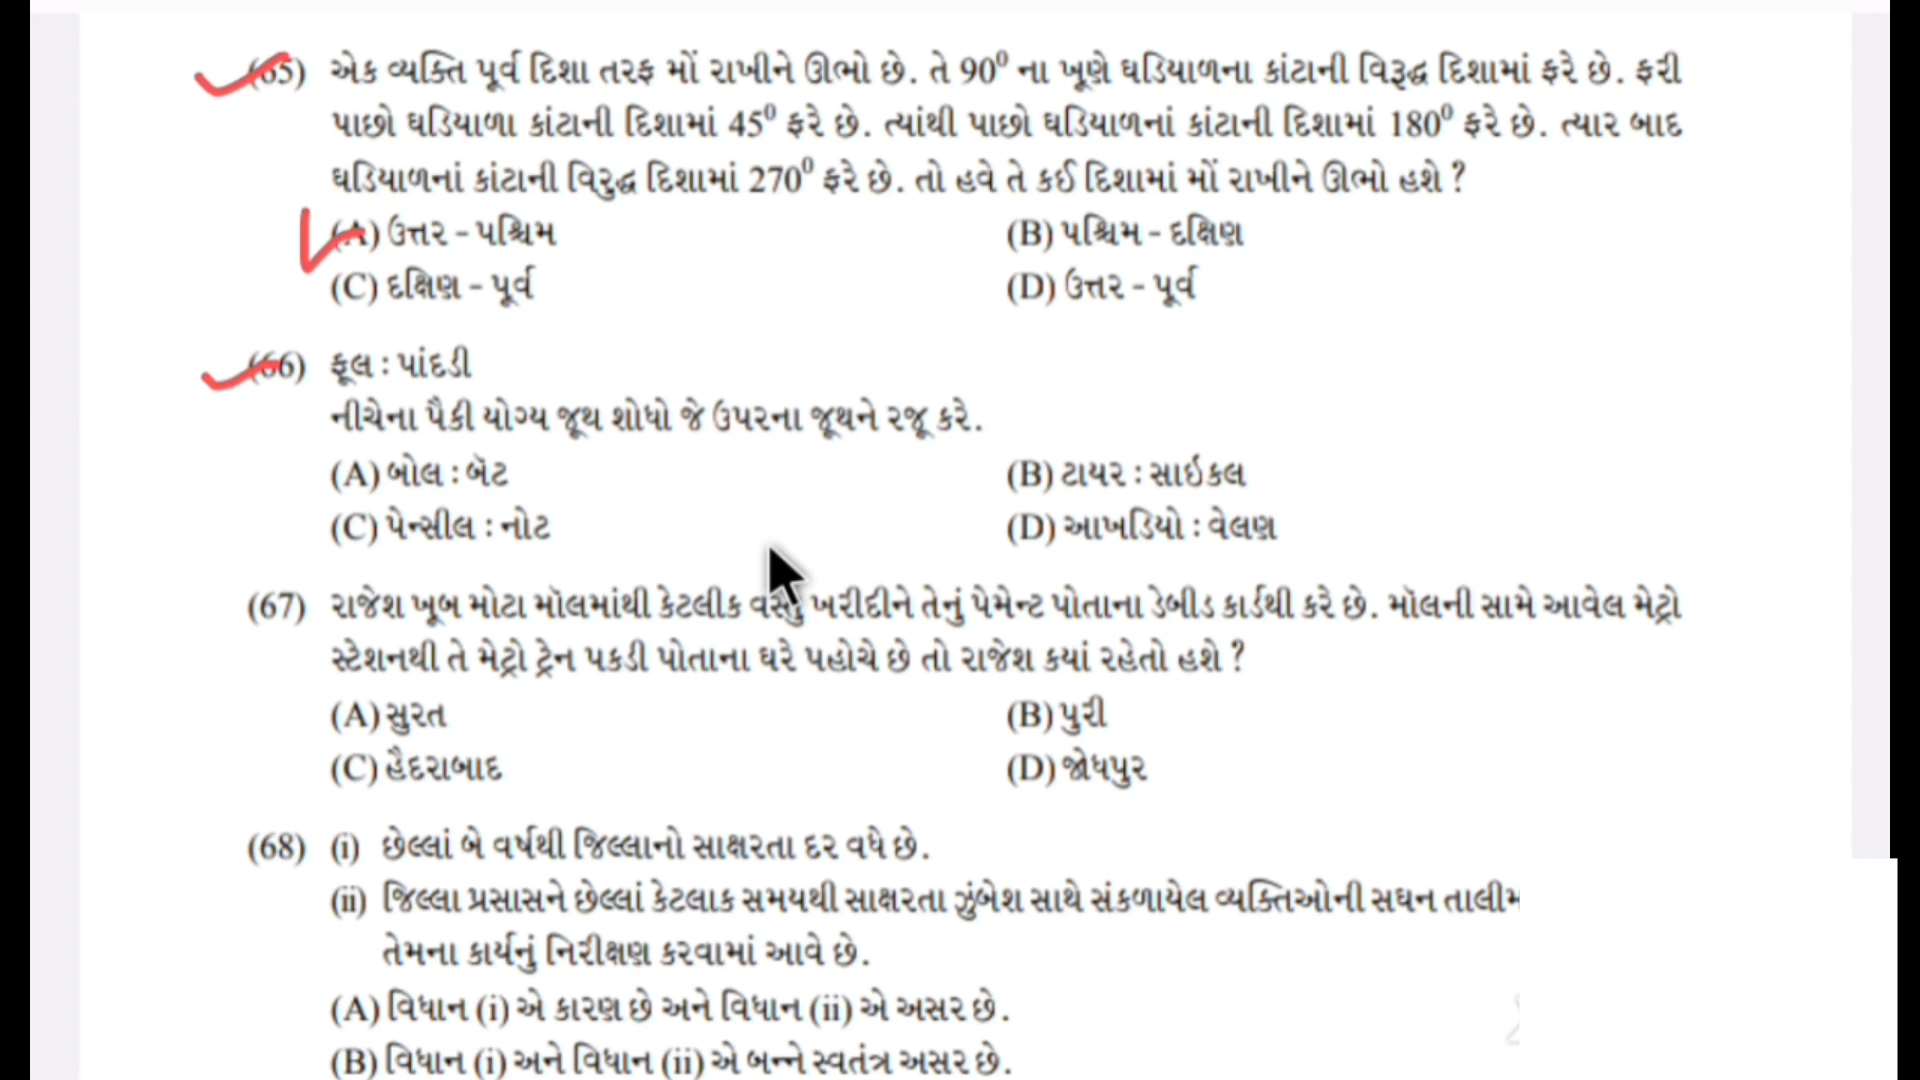 (65) એક વ્યક્તિ પૂર્વ દિશા તરફ મોં રાખીને ઊભો છે. તે 90⁰ ના ખૂણે ઘડિયાળના કાંટાની વિરૂદ્ધ દિશામાં ફરે છે. ફરી
પાછો ઘડિયાળા કાંટાની દિશામાં 45⁰ ફરે છે. ત્યાંથી પાછો ઘડિયાળનાં કાંટાની દિશામાં 180⁰ ફરે છે. ત્યાર બાદ
ઘડિયાળનાં કાંટાની વિરુદ્ધ દિશામાં 270⁰ ફરે છે. તો હવે તે કઈ દિશામાં મોં રાખીને ઊભો હશે ?
(A) ઉત્તર – પશ્ચિમ (B) પશ્ચિમ – દક્ષિણ
(C) દક્ષિણ – પૂર્વ (D) ઉત્તર – પૂર્વ
(66) ફૂલ : પાંદડી
નીચેના પૈકી યોગ્ય જૂથ શોધો જે ઉપરના જૂથને રજૂ કરે.
(A) બોલ : બૅટ (B) ટાયર : સાઇકલ
(C) પેન્સીલ : નોટ (D) આખડિયો : વેલણ
(67) રાજેશ ખૂબ મોટા મૉલમાંથી કેટલીક વસ્તુ ખરીદીને તેનું પેમેન્ટ પોતાના ડેબીડ કાર્ડથી કરે છે. મૉલની સામે આવેલ મેટ્રો
સ્ટેશનથી તે મેટ્રો ટ્રેન પકડી પોતાના ઘરે પહોચે છે તો રાજેશ કયાં રહેતો હશે ?
(A) સુરત (B) પુરી
(C) હૈદરાબાદ (D) જોધપુર
(68) (i) છેલ્લાં બે વર્ષથી જિલ્લાનો સાક્ષરતા દર વધે છે.
(ii) જિલ્લા પ્રસાસને છેલ્લાં કેટલાક સમયથી સાક્ષરતા ઝુંબેશ સાથે સંકળાયેલ વ્યક્તિઓની સઘન
તેમના કાર્યનું નિરીક્ષણ કરવામાં આવે છે.
(A) વિધાન (i) એ કારણ છે અને વિધાન (ii) એ અસર છે.
(B) વિધાન (i) અને વિધાન (ii) એ બન્ને સ્વતંત્ર અસર છે.